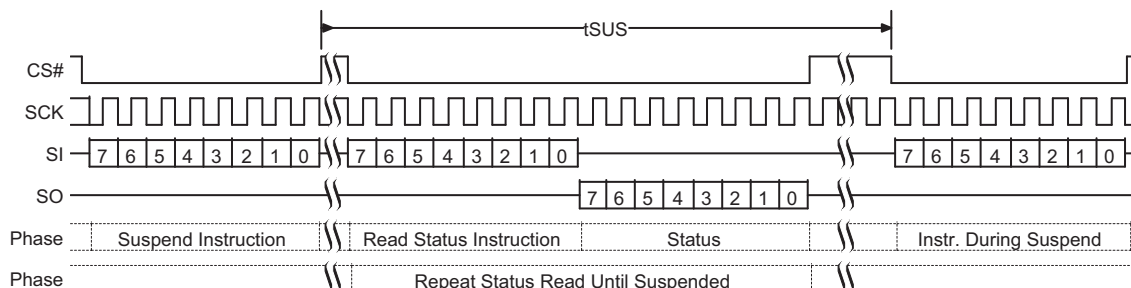 tSUS
CS#
SCK
SI 7 6 5 4 3 2 1 0 7 6 5 4 3 2 1 0 7 6 5 4 3 2 1 0
SO 7 6 5 4 3 2 1 0
Phase Suspend Instruction Read Status Instruction Status Instr. During Suspend
Phase Repeat Status Read Until Suspended